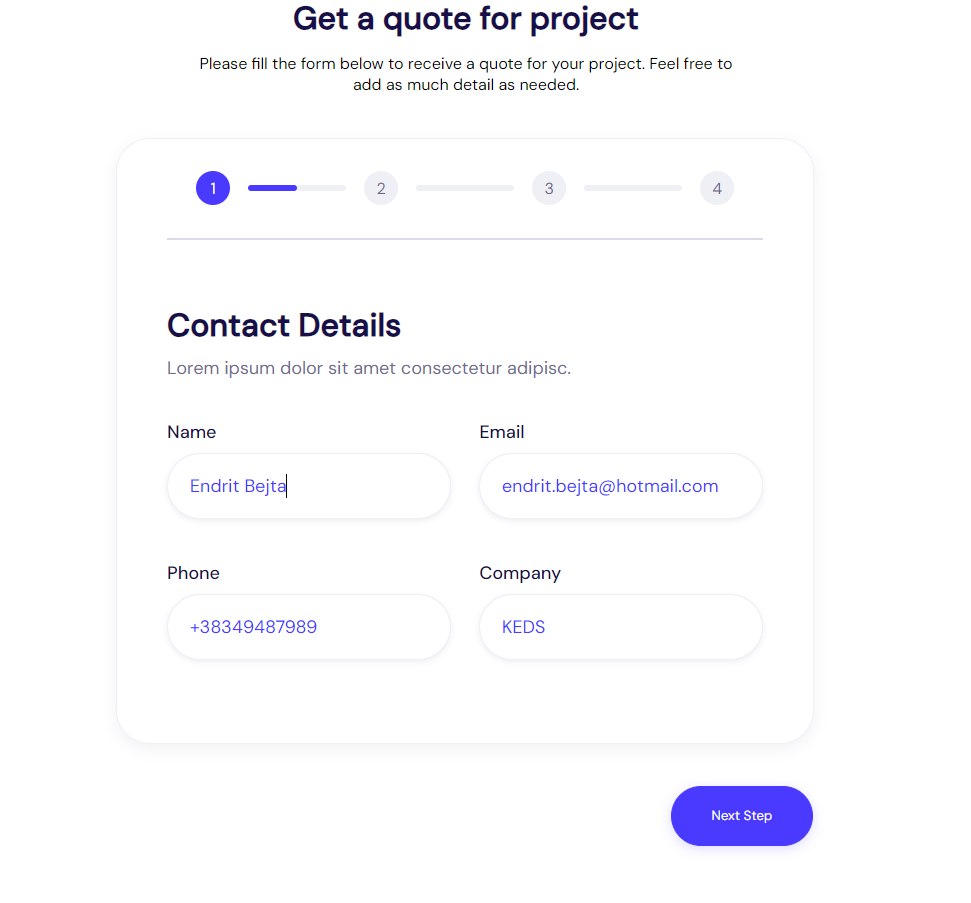 Get a quote for project
Please fill the form below to receive a quote for your project. Feel free to
add as much detail as needed.
1 2 3 4
Contact Details
Lorem ipsum dolor sit amet consectetur adipisc.
Name Email
Endrit Bejta endrit.bejta@hotmail.com
Phone Company
+38349487989 KEDS
Next Step